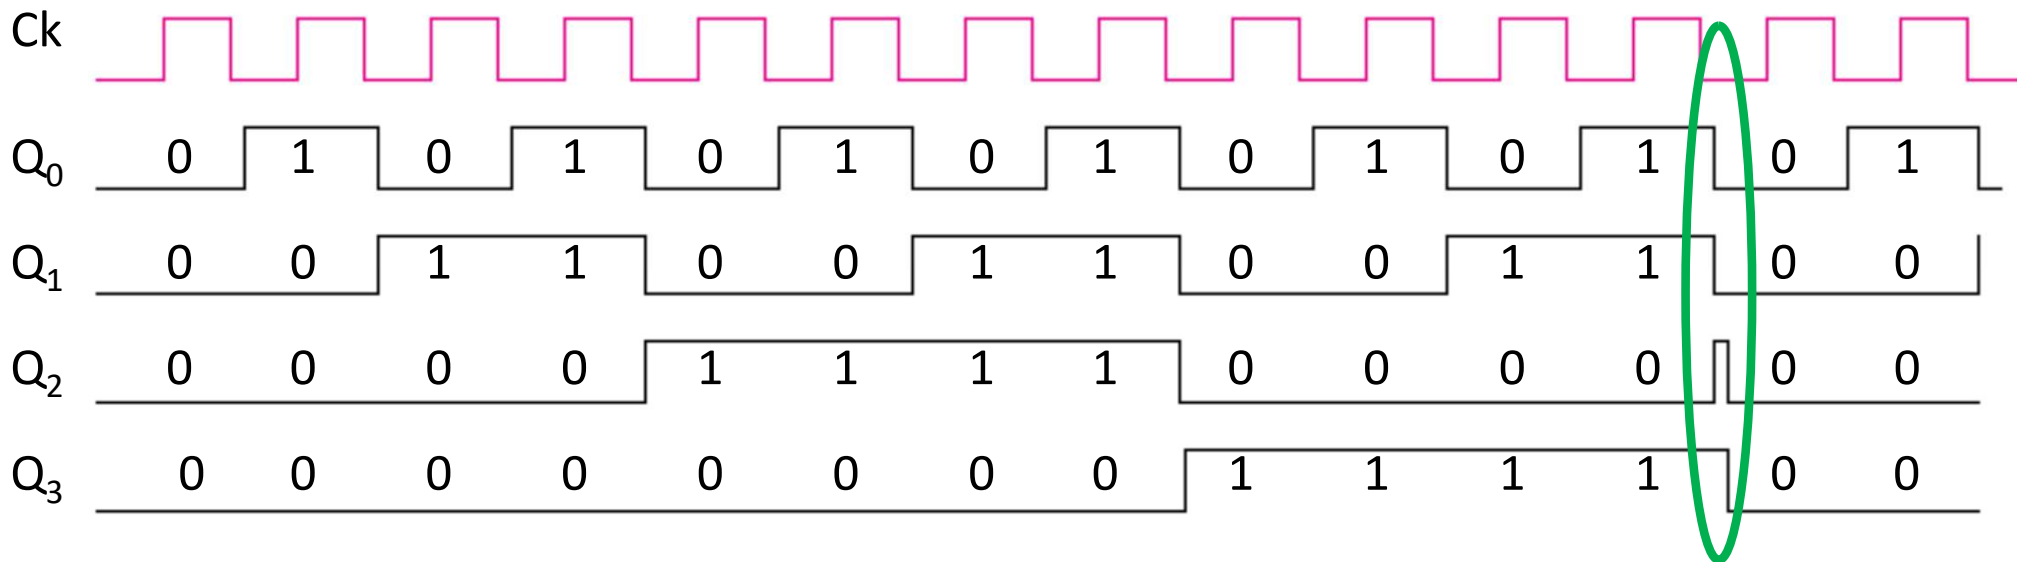 Ck
Q0 0 1 0 1 0 1 0 1 0 1 0 1 0 1
Q1 0 0 1 1 0 0 1 1 0 0 1 1 0 0
Q2 0 0 0 0 1 1 1 1 0 0 0 0 0 0
Q3 0 0 0 0 0 0 0 0 1 1 1 1 0 0